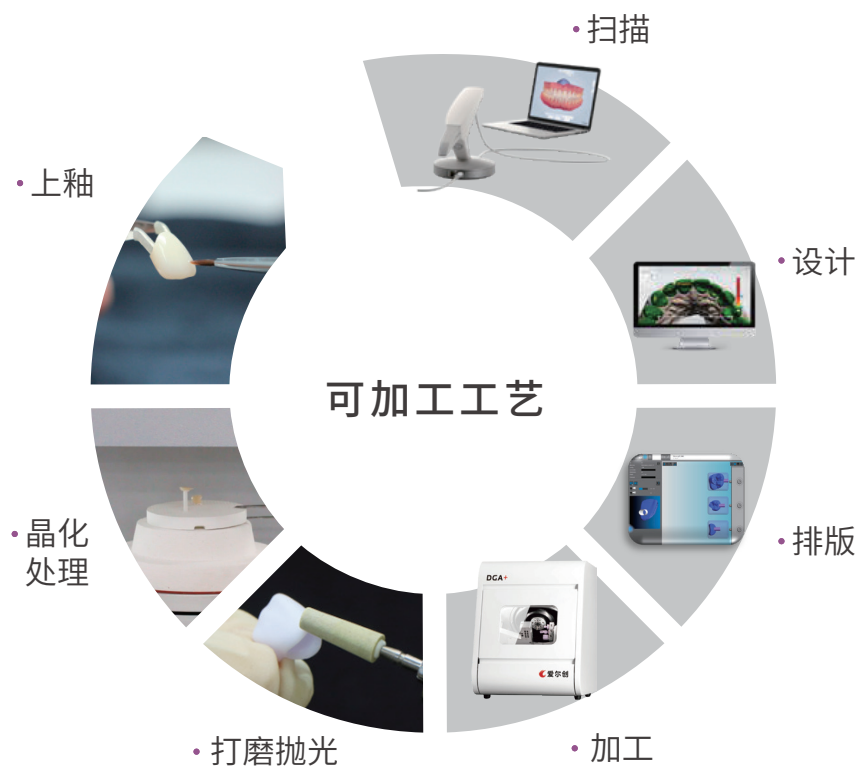 扫描
设计
排版
DGA+
爱尔创
加工
打磨抛光
晶化
处理
上釉
可加工工艺